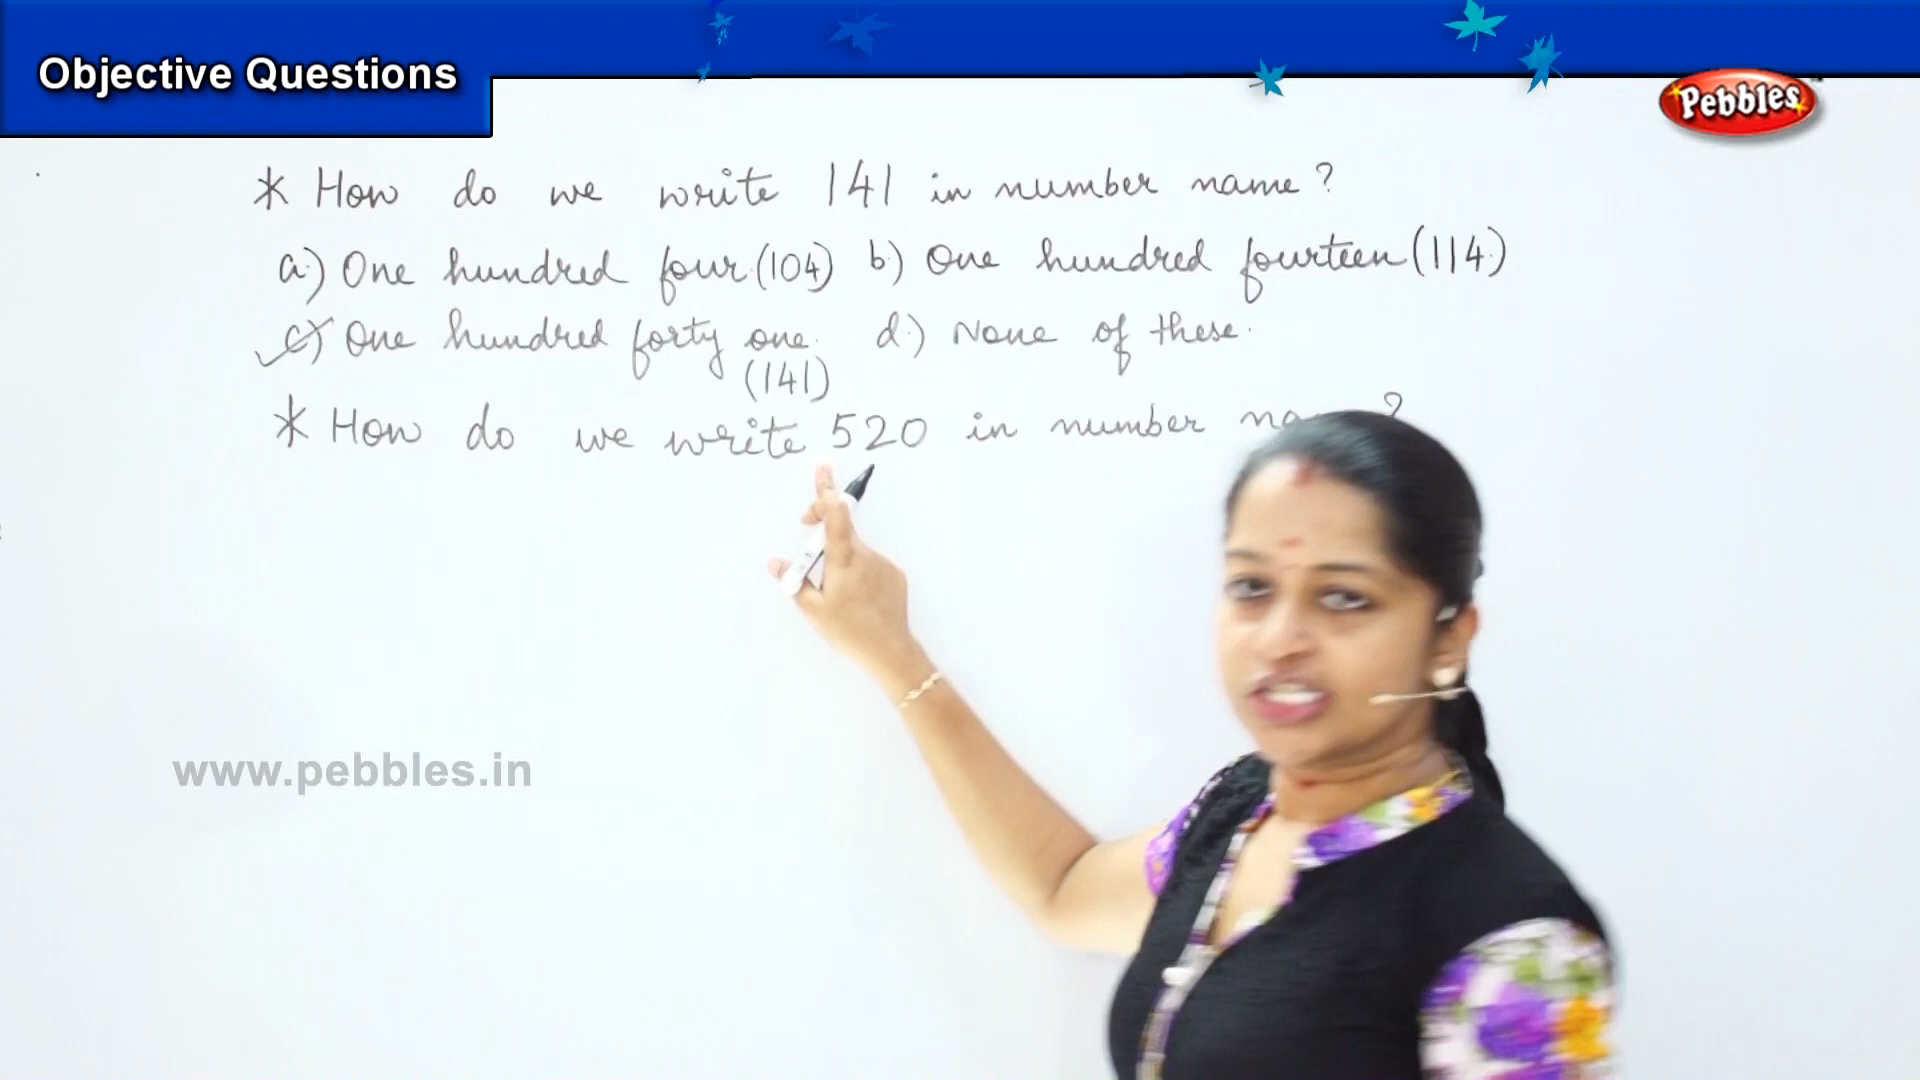 Objective Questions
Pebbles
* How do we write 141 in number name?
a.) One hundred four (104) b.) One hundred fourteen (114)
c.) One hundred forty one. d.) None of these.
(141)
* How do we write 520 in number ?
www.pebbles.in